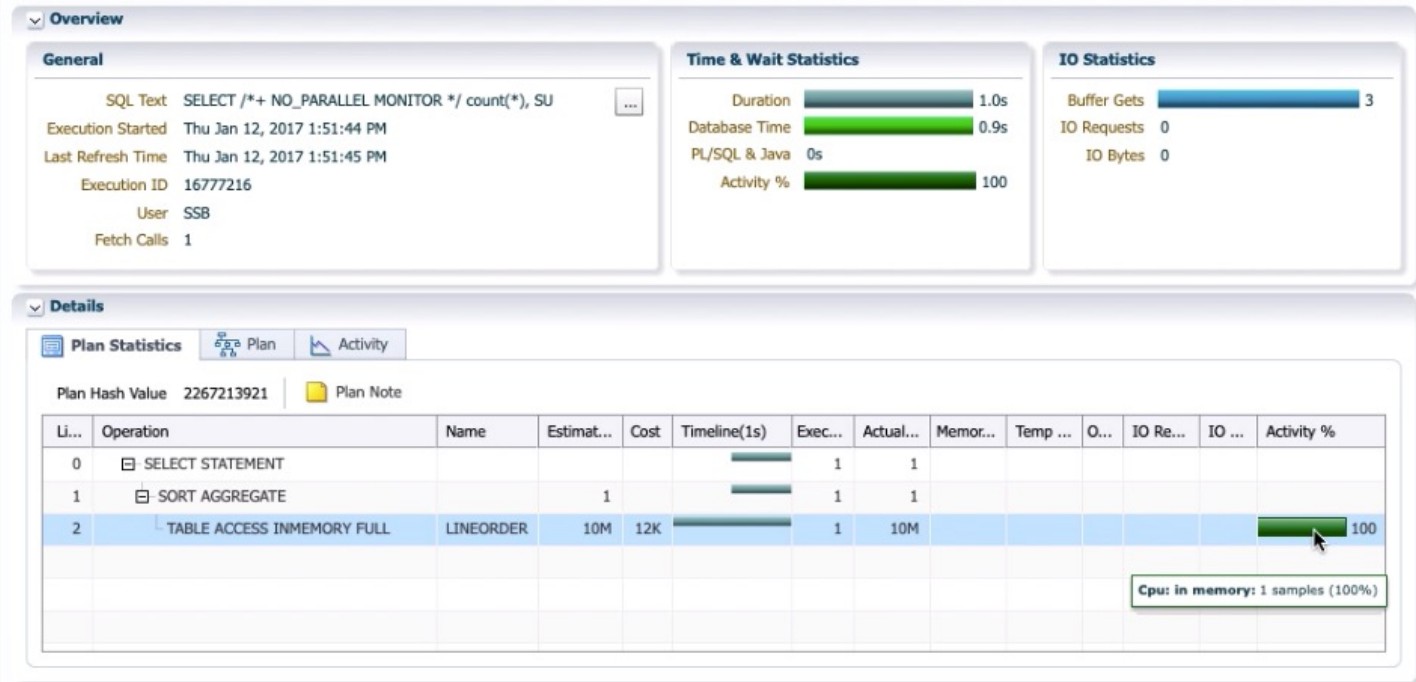 Overview
General
SQL Text SELECT /*+ NO_PARALLEL MONITOR */ count(*), SU ...
Execution Started Thu Jan 12, 2017 1:51:44 PM
Last Refresh Time Thu Jan 12, 2017 1:51:45 PM
Execution ID 16777216
User SSB
Fetch Calls 1
Time & Wait Statistics
Duration 1.0s
Database Time 0.9s
PL/SQL & Java 0s
Activity % 100
IO Statistics
Buffer Gets 3
IO Requests 0
IO Bytes 0
Details
Plan Statistics Plan Activity
Plan Hash Value 2267213921 Plan Note
Li... Operation Name Estimat... Cost Timeline(1s) Exec... Actual... Memor... Temp ... O... IO Re... IO ... Activity %
0 SELECT STATEMENT 1 1
1 SORT AGGREGATE 1 1 1
2 TABLE ACCESS INMEMORY FULL LINEORDER 10M 12K 1 10M 100
Cpu: in memory: 1 samples (100%)